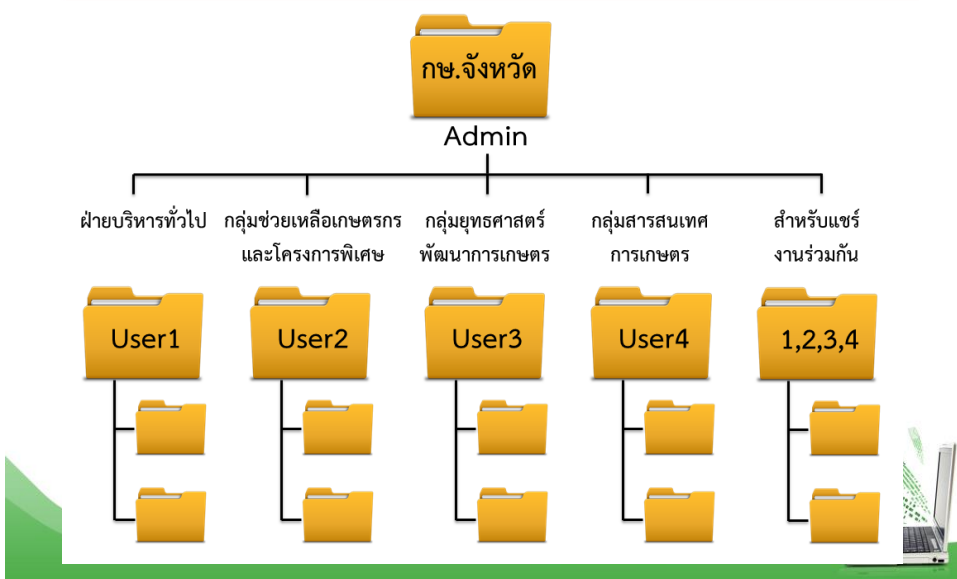 กษ.จังหวัด
Admin
ฝ่ายบริหารทั่วไป
กลุ่มช่วยเหลือเกษตรกร
และโครงการพิเศษ
กลุ่มยุทธศาสตร์
พัฒนาการเกษตร
กลุ่มสารสนเทศ
การเกษตร
สำหรับแชร์
งานร่วมกัน
User1
User2
User3
User4
1,2,3,4